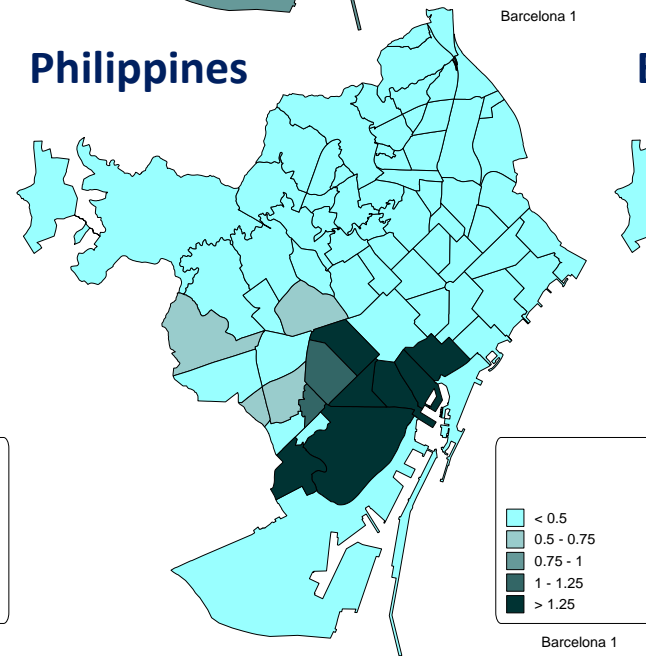 Barcelona 1
Philippines
< 0.5
0.5 - 0.75
0.75 - 1
1 - 1.25
> 1.25
Barcelona 1